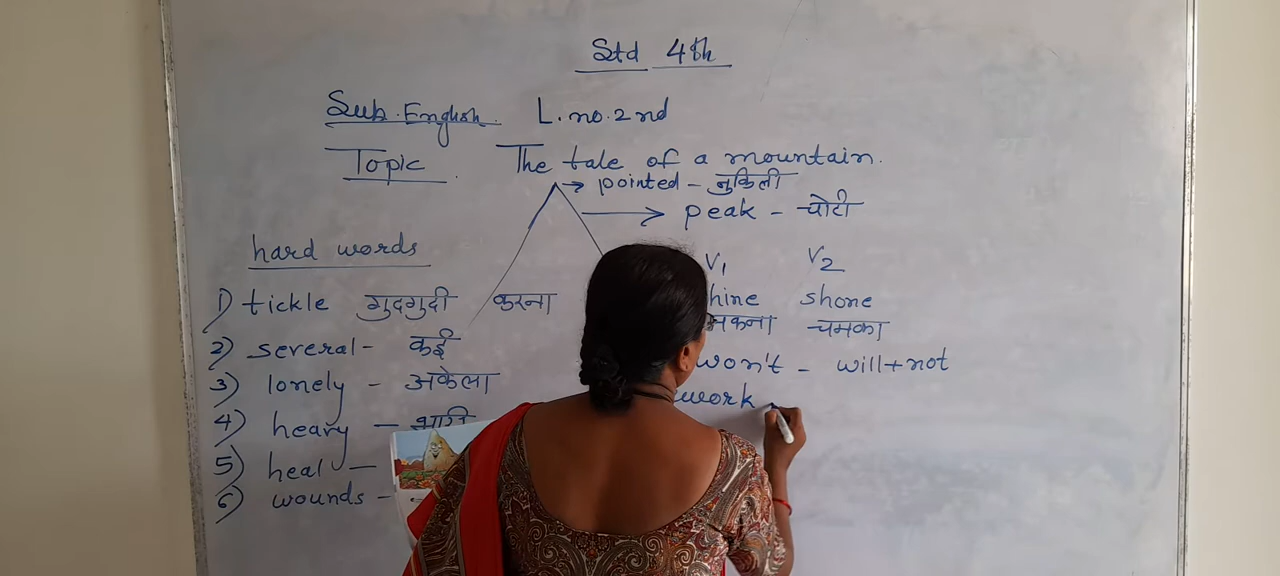 Std 4th
Sub. English. L. no. 2nd
Topic. The tale of a mountain.
→ pointed - नुकिली
→ peak - चोटी
hard words
1) tickle गुदगुदी करना
2) several- कई
3) lonely - अकेला
4) heavy - भारी
5) heal -
6) wounds -
V1 V2
hine shone
मकना चमका
won't - will+not
work